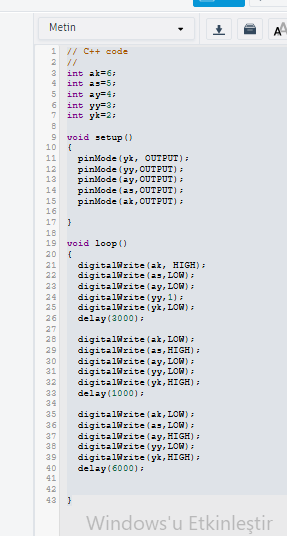 Metin
1 // C++ code
2 //
3 int ak=6;
4 int as=5;
5 int ay=4;
6 int yy=3;
7 int yk=2;
8
9 void setup()
10 {
11 pinMode(yk, OUTPUT);
12 pinMode(yy,OUTPUT);
13 pinMode(ay,OUTPUT);
14 pinMode(as,OUTPUT);
15 pinMode(ak,OUTPUT);
16
17 }
18
19 void loop()
20 {
21 digitalWrite(ak, HIGH);
22 digitalWrite(as,LOW);
23 digitalWrite(ay,LOW);
24 digitalWrite(yy,1);
25 digitalWrite(yk,LOW);
26 delay(3000);
27
28 digitalWrite(ak,LOW);
29 digitalWrite(as,HIGH);
30 digitalWrite(ay,LOW);
31 digitalWrite(yy,LOW);
32 digitalWrite(yk,HIGH);
33 delay(1000);
34
35 digitalWrite(ak,LOW);
36 digitalWrite(as,LOW);
37 digitalWrite(ay,HIGH);
38 digitalWrite(yy,LOW);
39 digitalWrite(yk,HIGH);
40 delay(6000);
41
42
43 }
Windows'u Etkinleştir